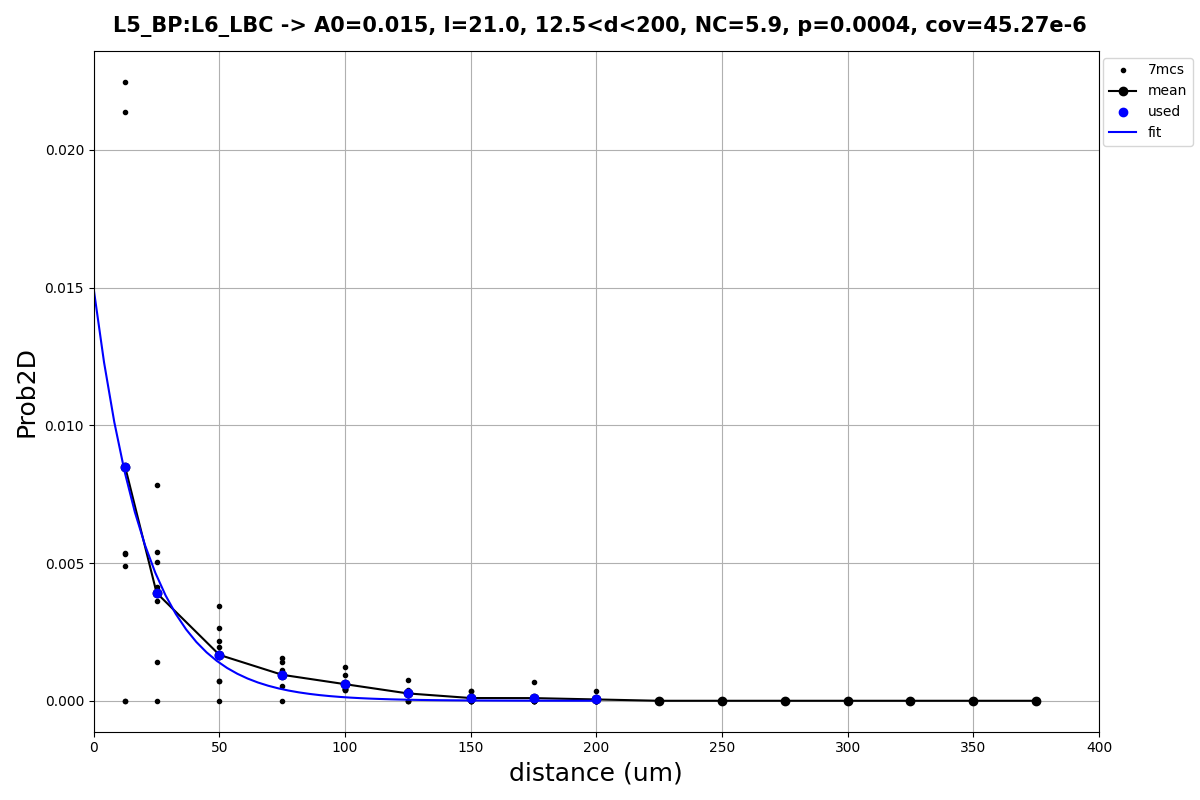 L5_BP:L6_LBC -> A0=0.015, l=21.0, 12.5<d<200, NC=5.9, p=0.0004, cov=45.27e-6
7mcs
mean
used
fit
0.020
0.015
0.010
0.005
0.000
Prob2D
0 50 100 150 200 250 300 350 400
distance (um)